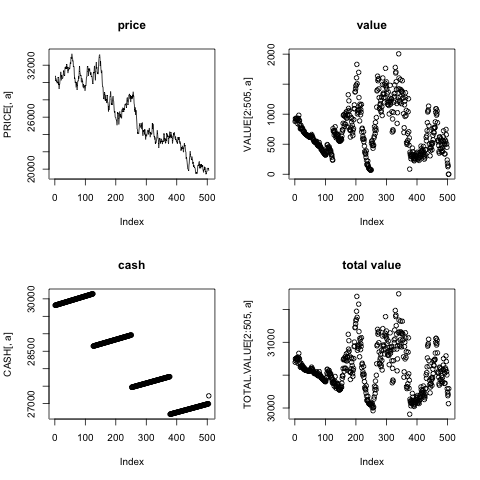 price
PRICE[, a]
20000 26000 32000
0 100 200 300 400 500
Index
value
VALUE[2:505, a]
0 500 1000 2000
0 100 200 300 400 500
Index
cash
CASH[, a]
27000 28500 30000
0 100 200 300 400 500
Index
total value
TOTAL.VALUE[2:505, a]
30000 31000
0 100 200 300 400 500
Index